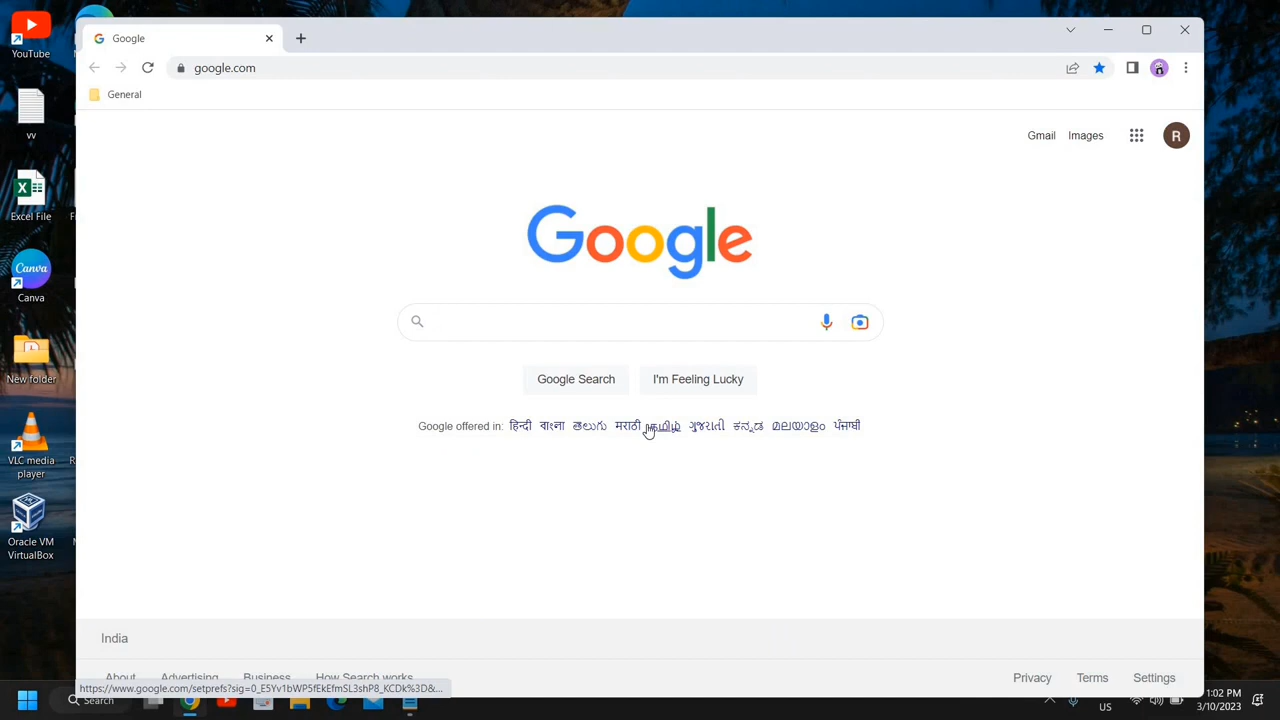 YouTube
vv
Excel File
Canva
Canva
New folder
VLC media
player
Oracle VM
VirtualBox
Google
google.com
General
Gmail Images
R
Google
Google Search I'm Feeling Lucky
Google offered in: हिन्दी বাংলা తెలుగు मराठी தமிழ் ગુજરાતી ಕನ್ನಡ മലയാളം ਪੰਜਾਬੀ
India
About Advertising Business How Search works
Privacy Terms Settings
Search
US
1:02 PM
3/10/2023